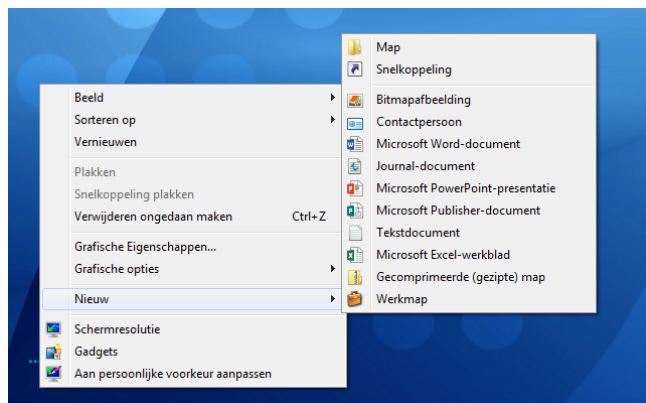 Beeld
Sorteren op
Vernieuwen
Plakken
Snelkoppeling plakken
Verwijderen ongedaan maken Ctrl+Z
Grafische Eigenschappen...
Grafische opties
Nieuw
Schermresolutie
Gadgets
Aan persoonlijke voorkeur aanpassen
Map
Snelkoppeling
Bitmapafbeelding
Contactpersoon
Microsoft Word-document
Journal-document
Microsoft PowerPoint-presentatie
Microsoft Publisher-document
Tekstdocument
Microsoft Excel-werkblad
Gecomprimeerde (gezipte) map
Werkmap